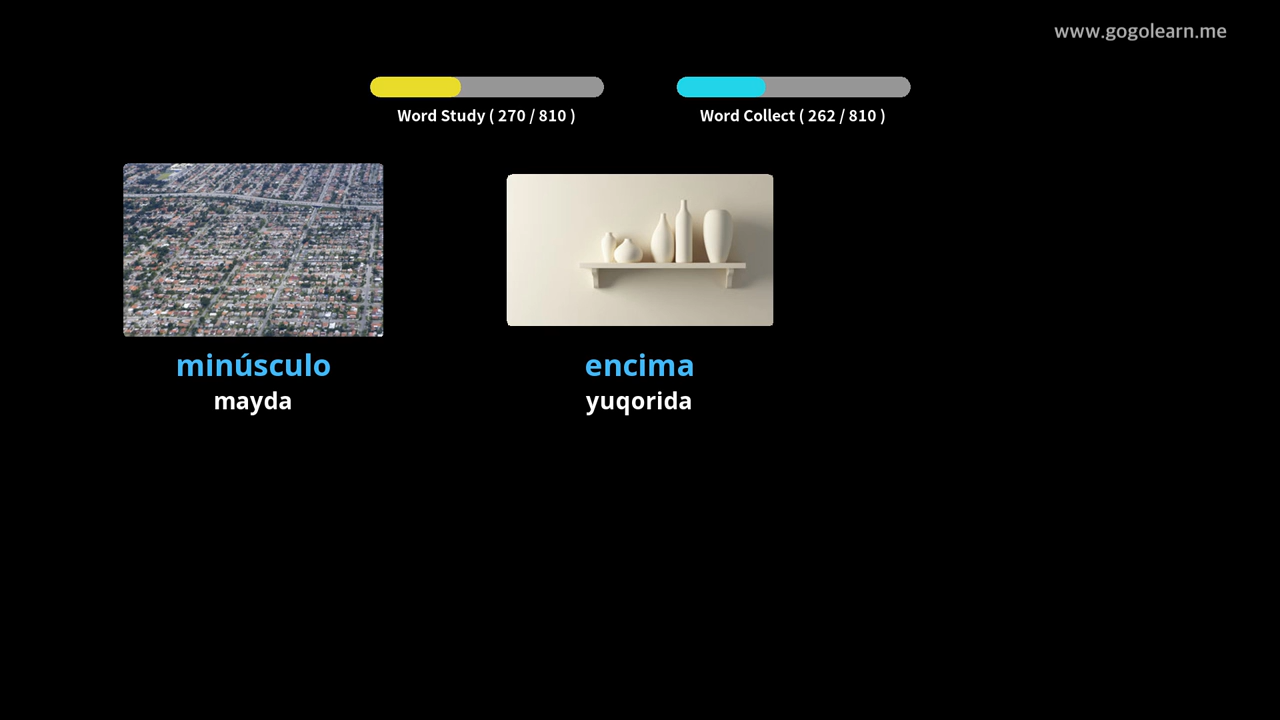 www.gogolearn.me
Word Study ( 270 / 810 )
Word Collect ( 262 / 810 )
minúsculo
mayda
encima
yuqorida